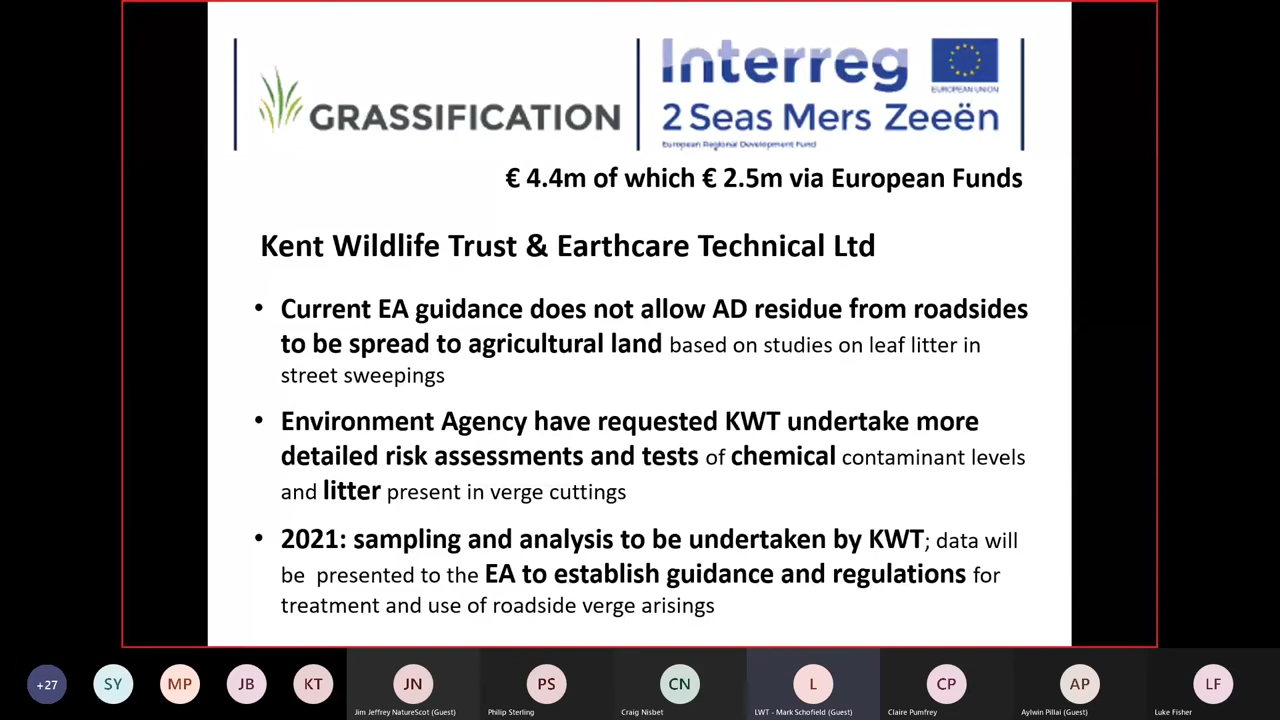 GRASSIFICATION
Interreg
EUROPEAN UNION
2 Seas Mers Zeeën
European Regional Development Fund
€ 4.4m of which € 2.5m via European Funds
Kent Wildlife Trust & Earthcare Technical Ltd
• Current EA guidance does not allow AD residue from roadsides
to be spread to agricultural land based on studies on leaf litter in
street sweepings
• Environment Agency have requested KWT undertake more
detailed risk assessments and tests of chemical contaminant levels
and litter present in verge cuttings
• 2021: sampling and analysis to be undertaken by KWT; data will
be presented to the EA to establish guidance and regulations for
treatment and use of roadside verge arisings
+27 SY MP JB KT JN PS CN L CP AP LF
Jim Jeffrey NatureScot (Guest) Philip Sterling Craig Nisbet LWT - Mark Schofield (Guest) Claire Pumfrey Aylwin Pillai (Guest) Luke Fisher